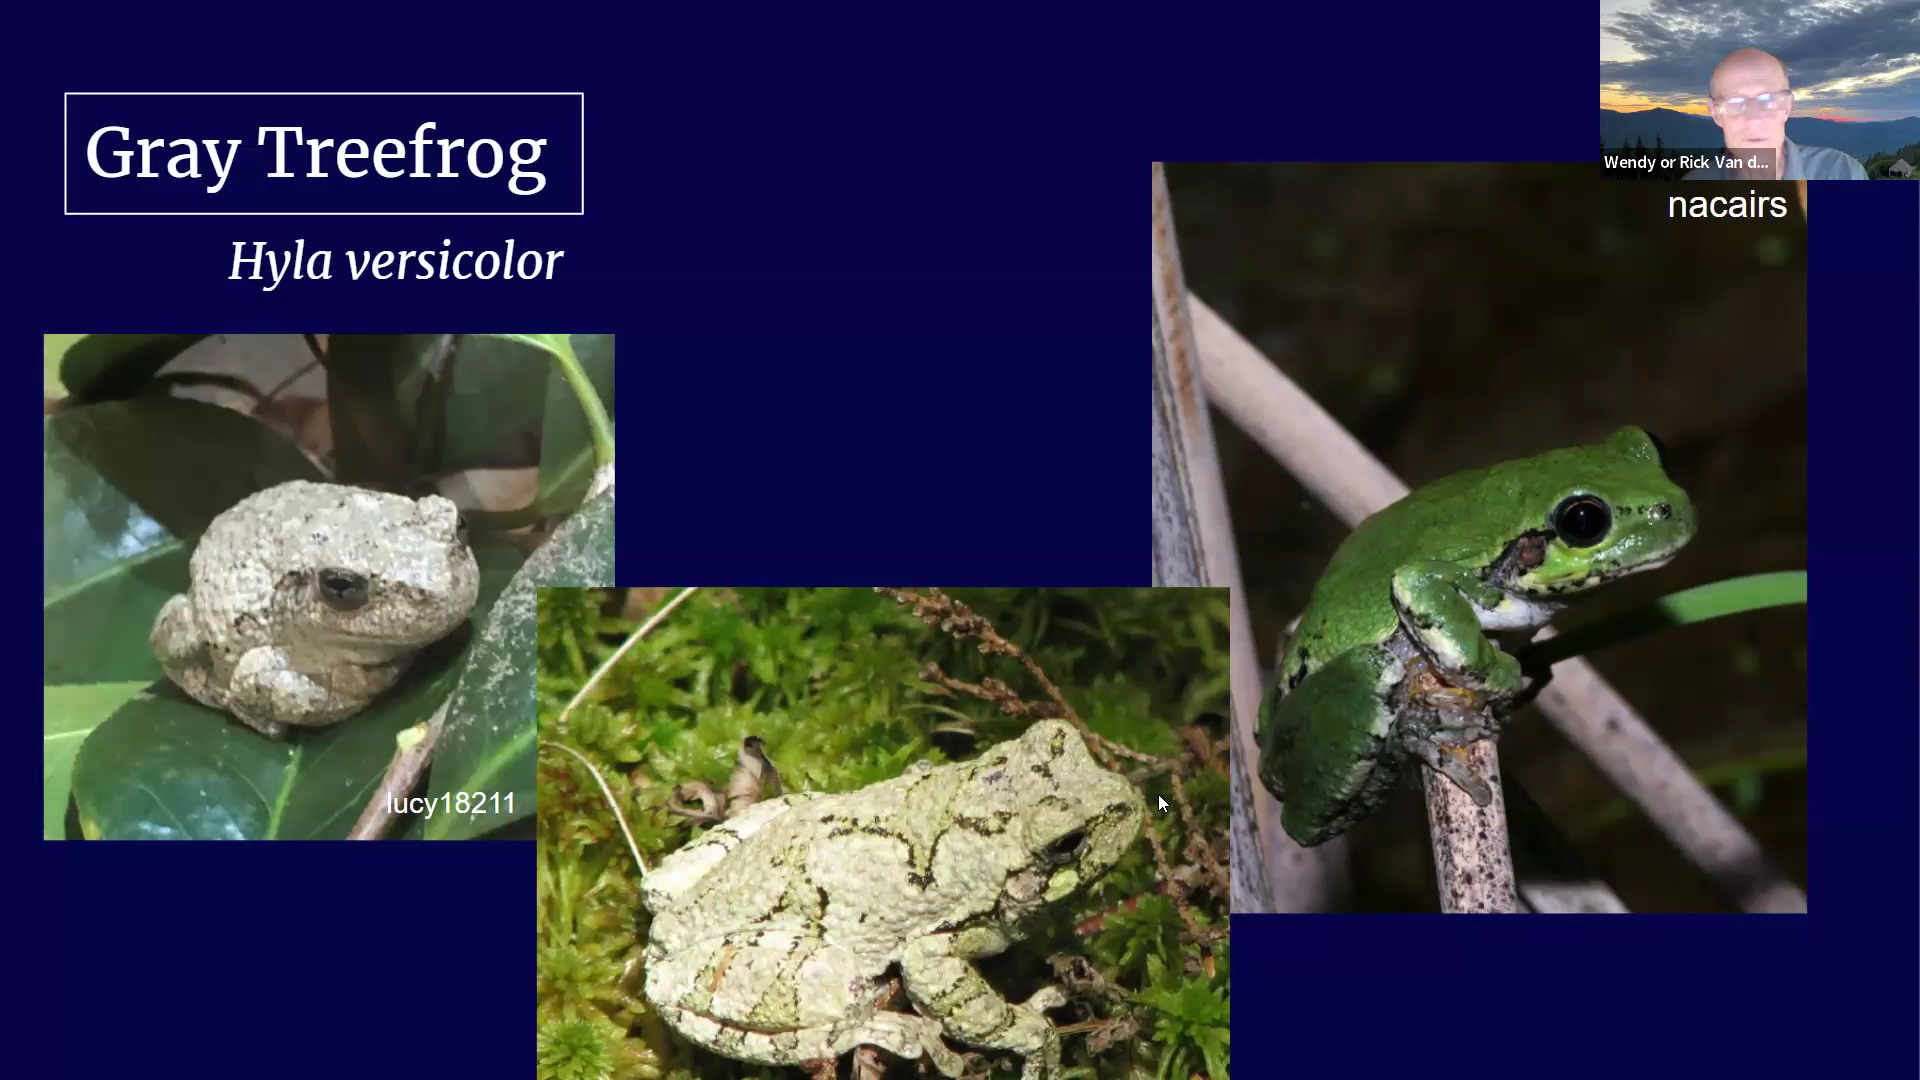 Gray Treefrog
Hyla versicolor
Wendy or Rick Van d...
nacairs
lucy18211